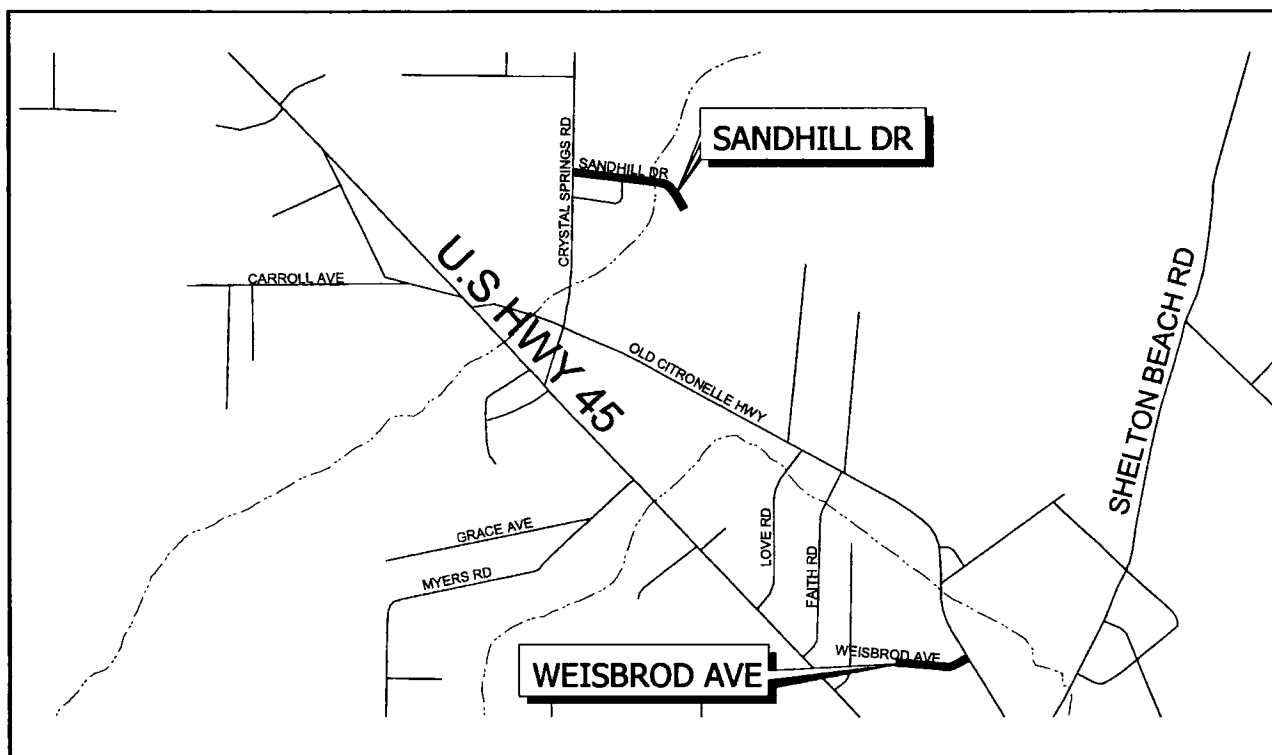 SANDHILL DR
SANDHILL DR
CRYSTAL SPRINGS RD
U.S HWY 45
CARROLL AVE
SHELTON BEACH RD
OLD CITRONELLE HWY
GRACE AVE
MYERS RD
LOVE RD
FAITH RD
WEISBROD AVE
WEISBROD AVE